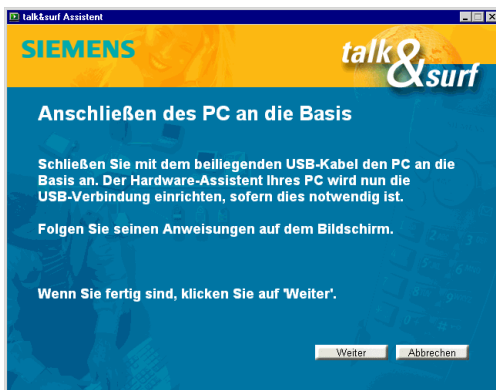 talk&surf Assistent
SIEMENS
talk&surf
Anschließen des PC an die Basis
Schließen Sie mit dem beiliegenden USB-Kabel den PC an die
Basis an. Der Hardware-Assistent Ihres PC wird nun die
USB-Verbindung einrichten, sofern dies notwendig ist.
Folgen Sie seinen Anweisungen auf dem Bildschirm.
Wenn Sie fertig sind, klicken Sie auf 'Weiter'.
Weiter
Abbrechen